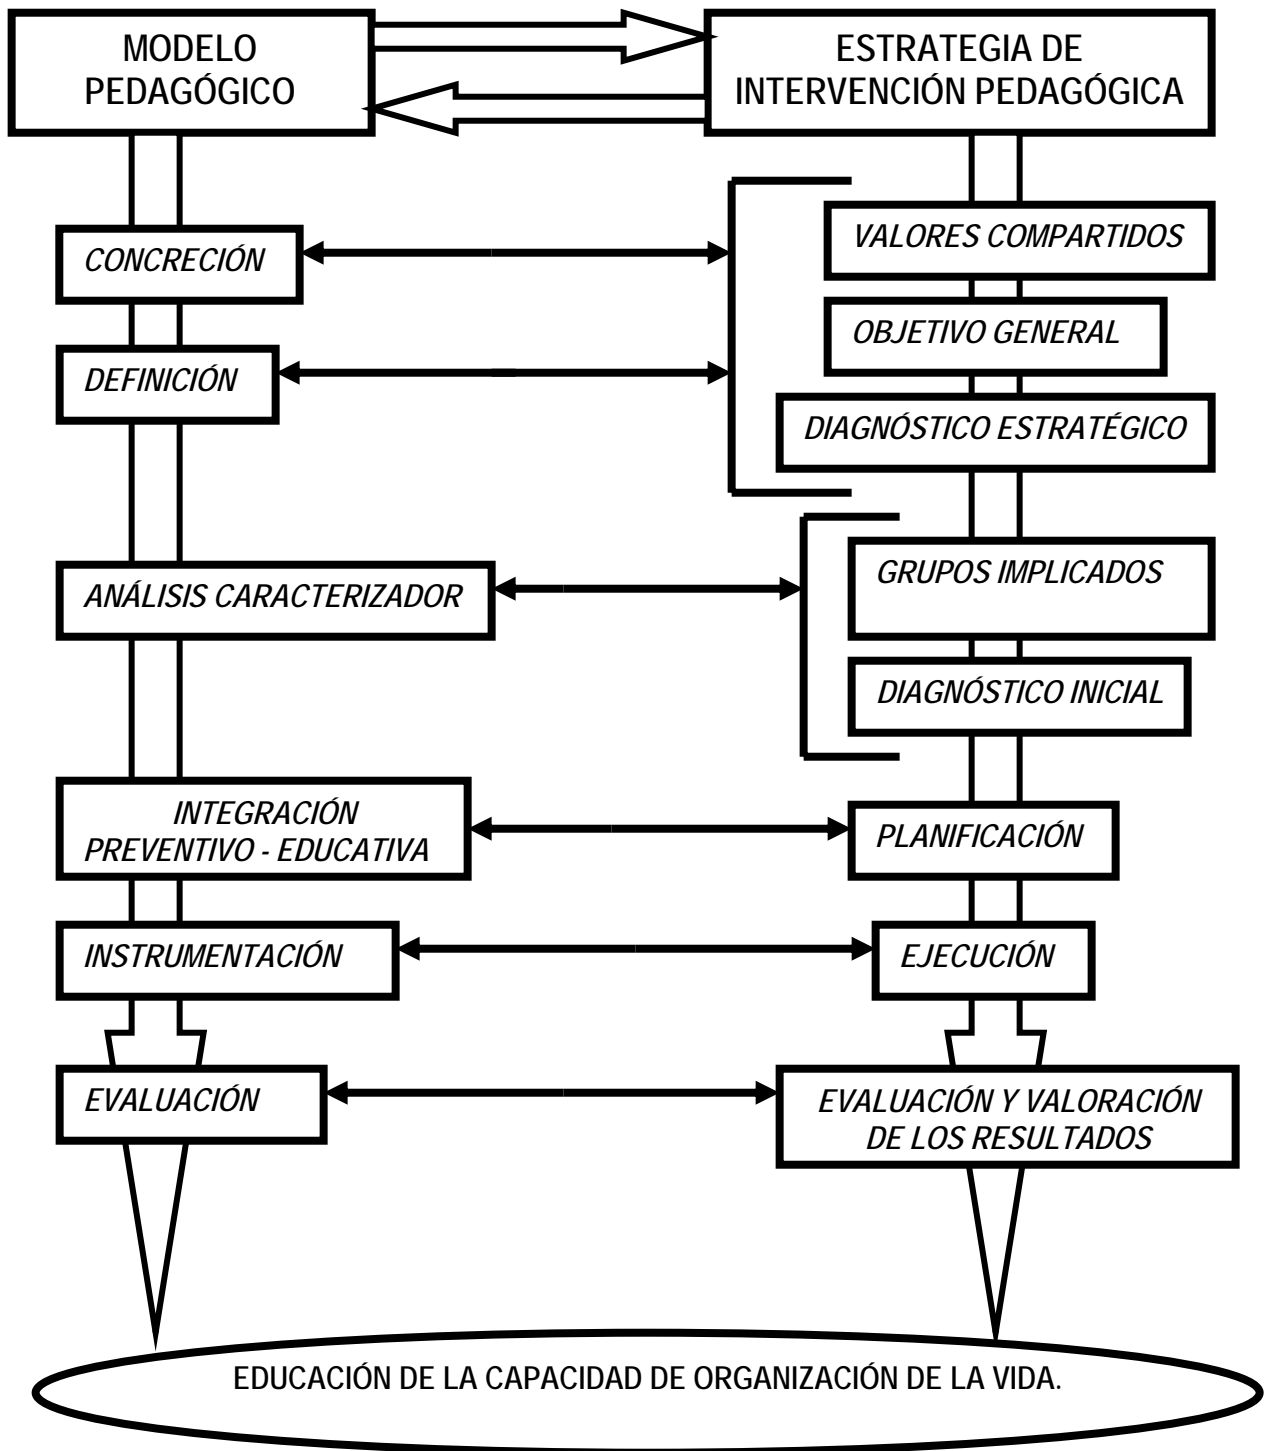 MODELO
PEDAGÓGICO
ESTRATEGIA DE
INTERVENCIÓN PEDAGÓGICA
VALORES COMPARTIDOS
CONCRECIÓN
OBJETIVO GENERAL
DEFINICIÓN
DIAGNÓSTICO ESTRATÉGICO
GRUPOS IMPLICADOS
ANÁLISIS CARACTERIZADOR
DIAGNÓSTICO INICIAL
INTEGRACIÓN
PREVENTIVO - EDUCATIVA
PLANIFICACIÓN
INSTRUMENTACIÓN
EJECUCIÓN
EVALUACIÓN
EVALUACIÓN Y VALORACIÓN
DE LOS RESULTADOS
EDUCACIÓN DE LA CAPACIDAD DE ORGANIZACIÓN DE LA VIDA.